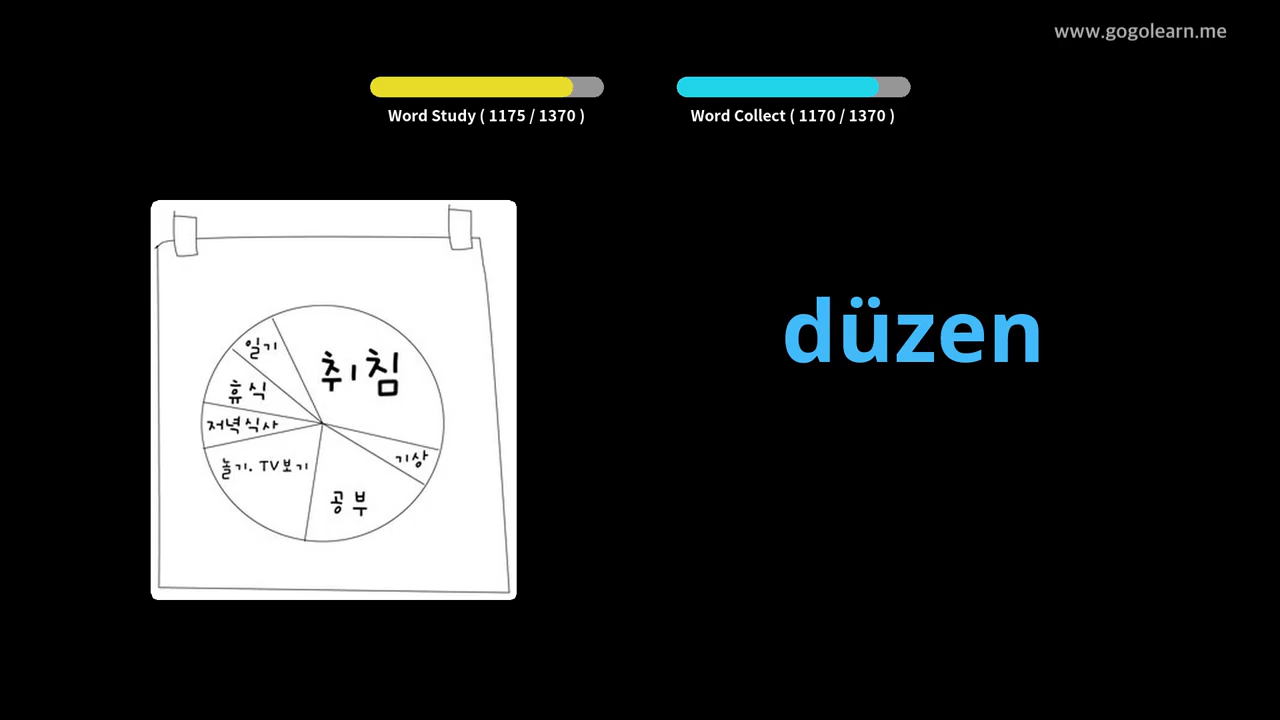 www.gogolearn.me
Word Study ( 1175 / 1370 )
Word Collect ( 1170 / 1370 )
일기
취침
휴식
저녁식사
놀기. TV보기
기상
공부
düzen